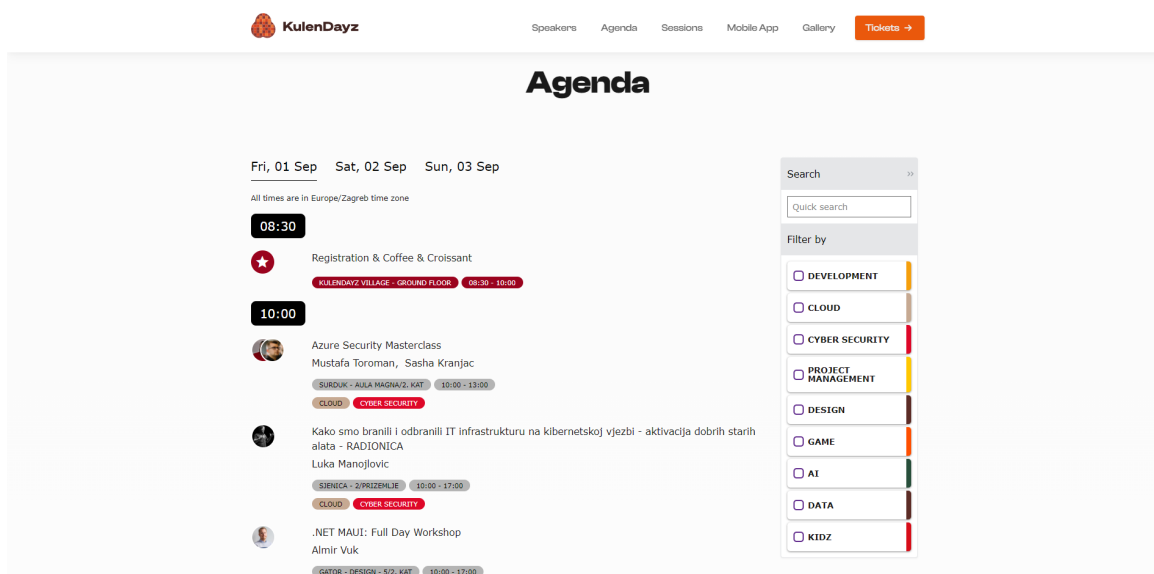 KulenDayz
Speakers Agenda Sessions Mobile App Gallery Tickets →
Agenda
Fri, 01 Sep Sat, 02 Sep Sun, 03 Sep
All times are in Europe/Zagreb time zone
08:30
Registration & Coffee & Croissant
KULENDAYZ VILLAGE - GROUND FLOOR 08:30 - 10:00
10:00
Azure Security Masterclass
Mustafa Toroman, Sasha Kranjac
SURDUK - AULA MAGNA/2. KAT 10:00 - 13:00
CLOUD CYBER SECURITY
Kako smo branili i odbranili IT infrastrukturu na kibernetskoj vjezbi - aktivacija dobrih starih
alata - RADIONICA
Luka Manojlovic
SJENICA - 2/PRIZEMLJE 10:00 - 17:00
CLOUD CYBER SECURITY
.NET MAUI: Full Day Workshop
Almir Vuk
GATOR - DESIGN - 5/2. KAT 10:00 - 17:00
Search »
Quick search
Filter by
DEVELOPMENT
CLOUD
CYBER SECURITY
PROJECT
MANAGEMENT
DESIGN
GAME
AI
DATA
KIDZ